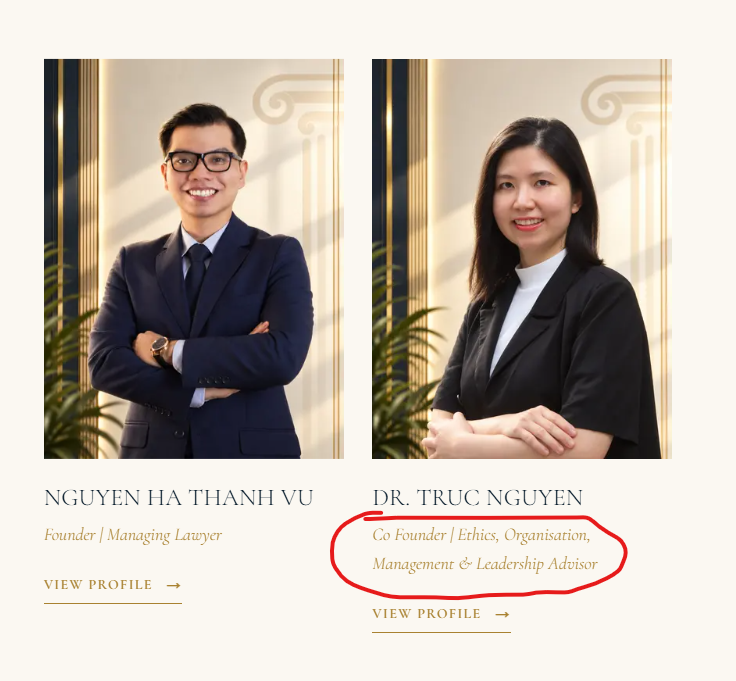 NGUYEN HA THANH VU
Founder | Managing Lawyer
VIEW PROFILE →
DR. TRUC NGUYEN
Co Founder | Ethics, Organisation,
Management & Leadership Advisor
VIEW PROFILE →